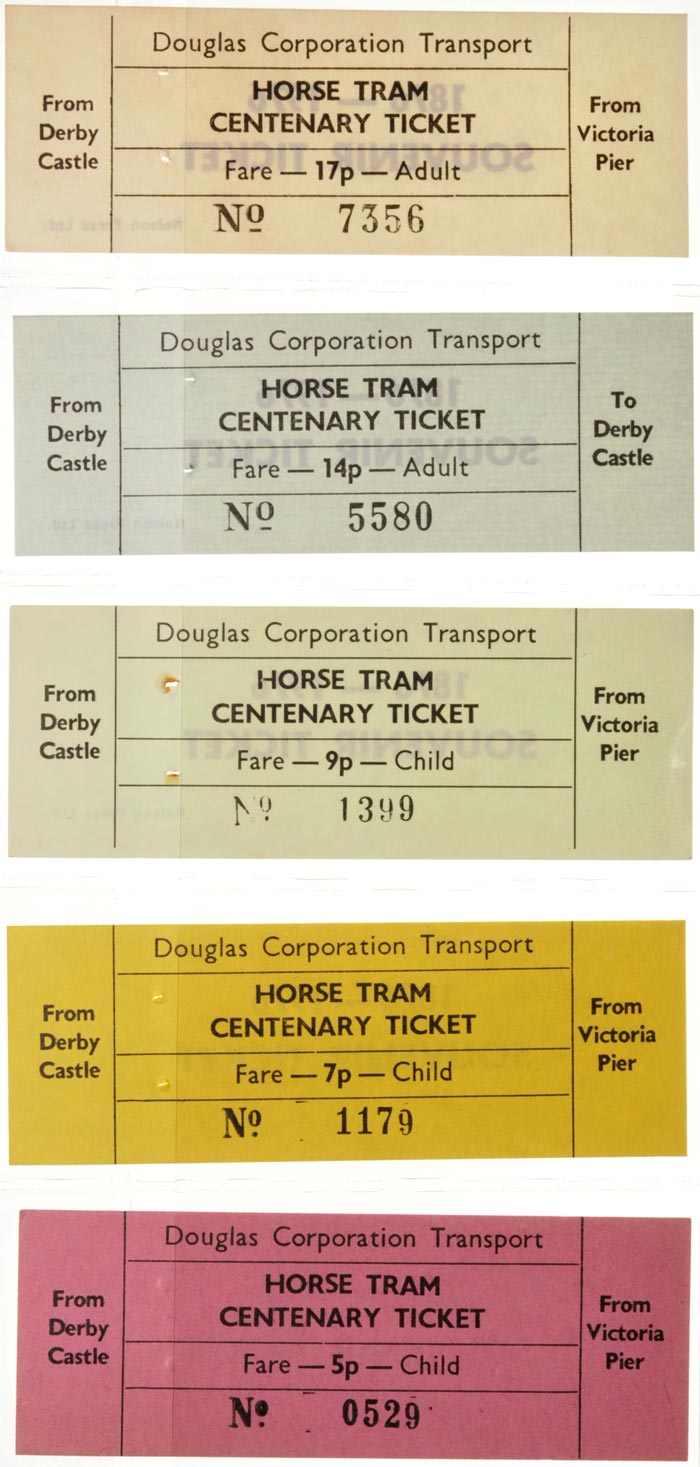 Douglas Corporation Transport
From
Derby
Castle
HORSE TRAM
CENTENARY TICKET
Fare — 17p — Adult
Nº 7356
From
Victoria
Pier
Douglas Corporation Transport
From
Derby
Castle
HORSE TRAM
CENTENARY TICKET
Fare — 14p — Adult
Nº 5580
To
Derby
Castle
Douglas Corporation Transport
From
Derby
Castle
HORSE TRAM
CENTENARY TICKET
Fare — 9p — Child
Nº 1399
From
Victoria
Pier
Douglas Corporation Transport
From
Derby
Castle
HORSE TRAM
CENTENARY TICKET
Fare — 7p — Child
Nº 1179
From
Victoria
Pier
Douglas Corporation Transport
From
Derby
Castle
HORSE TRAM
CENTENARY TICKET
Fare — 5p — Child
Nº 0529
From
Victoria
Pier